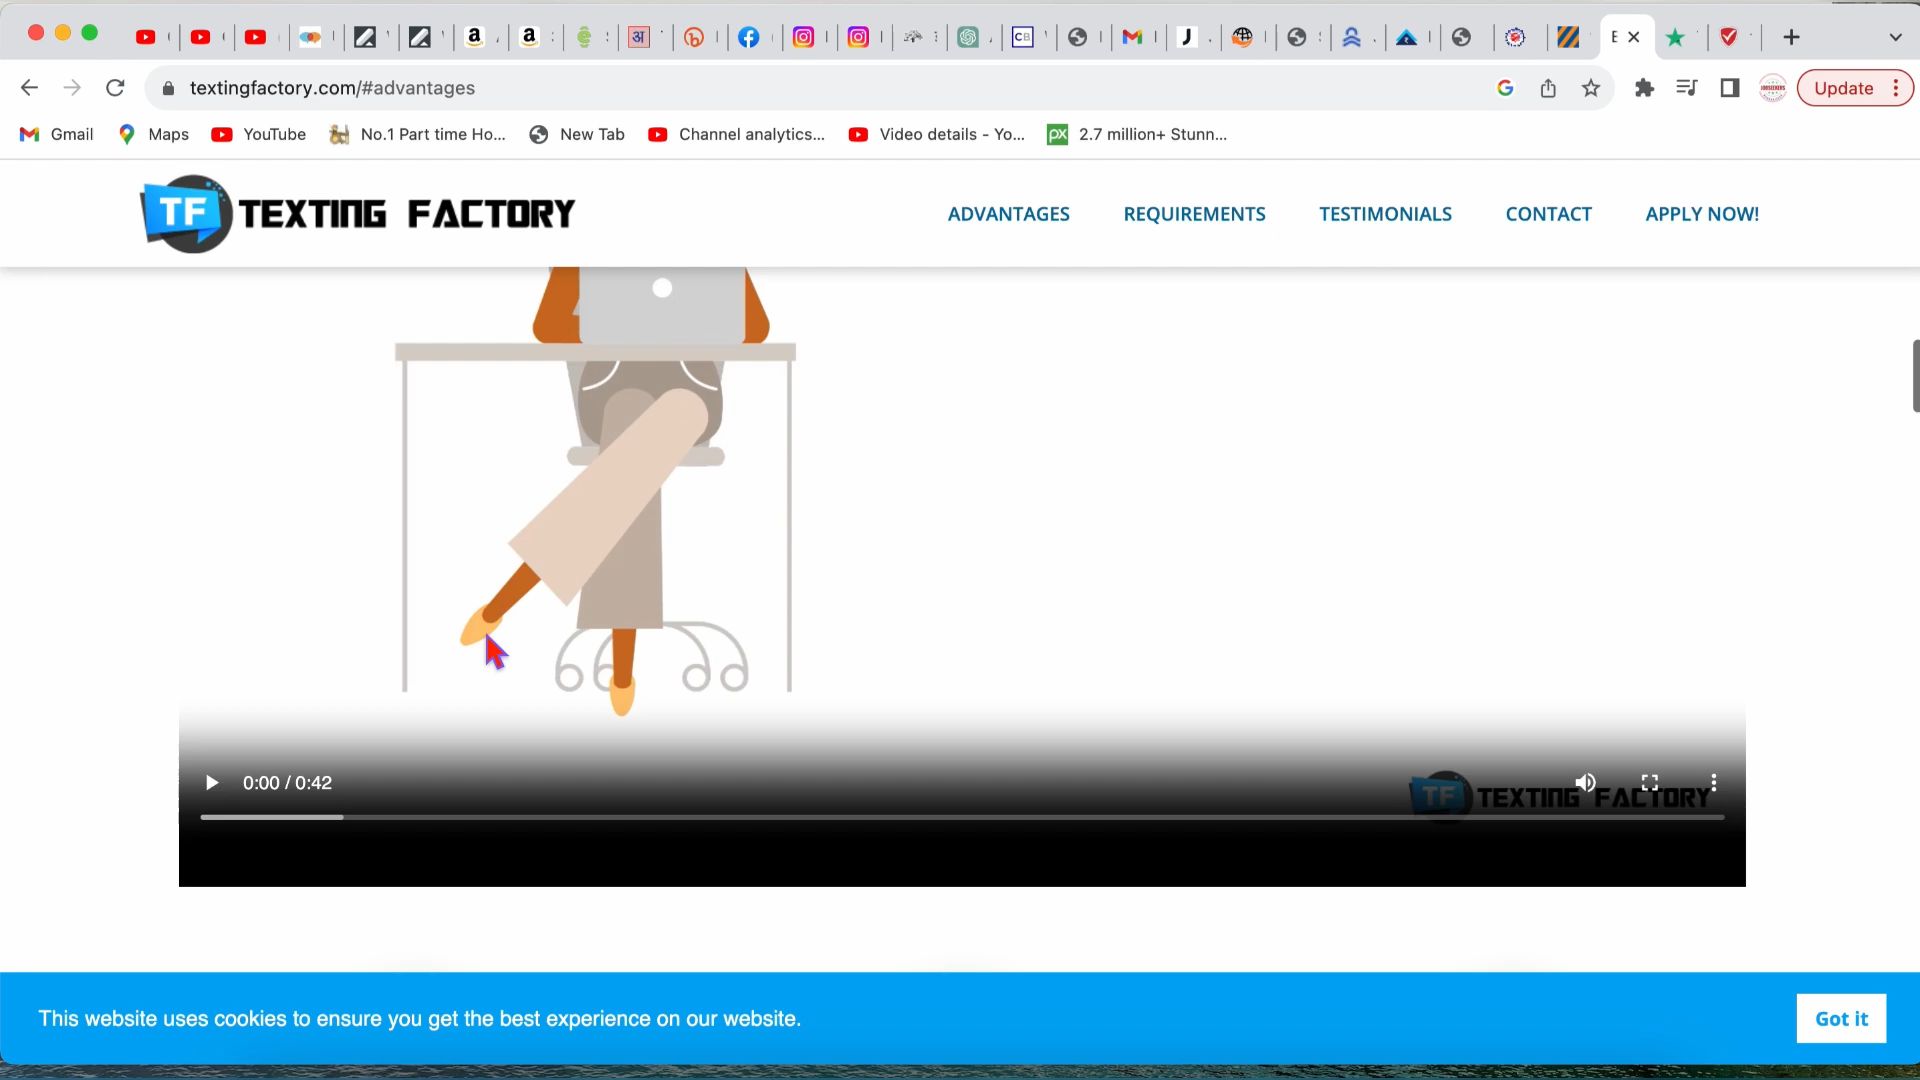 textingfactory.com/#advantages
Update
Gmail
Maps
YouTube
No.1 Part time Ho...
New Tab
Channel analytics...
Video details - Yo...
2.7 million+ Stunn...
TF TEXTING FACTORY
ADVANTAGES
REQUIREMENTS
TESTIMONIALS
CONTACT
APPLY NOW!
0:00 / 0:42
TF TEXTING FACTORY
This website uses cookies to ensure you get the best experience on our website.
Got it